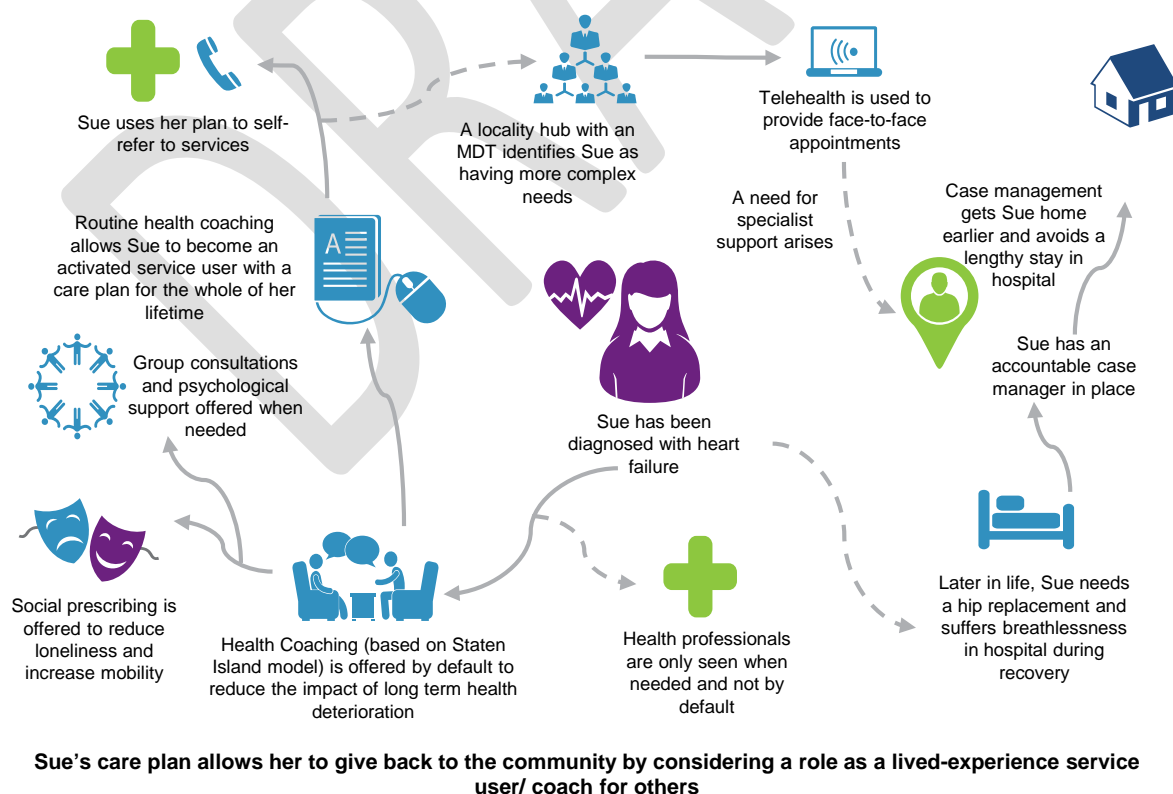 Sue uses her plan to self-
refer to services
A locality hub with an
MDT identifies Sue as
having more complex
needs
Telehealth is used to
provide face-to-face
appointments
A need for
specialist
support arises
Case management
gets Sue home
earlier and avoids a
lengthy stay in
hospital
Routine health coaching
allows Sue to become an
activated service user with a
care plan for the whole of her
lifetime
A
Sue has an
accountable case
manager in place
Group consultations
and psychological
support offered when
needed
Sue has been
diagnosed with heart
failure
Social prescribing is
offered to reduce
loneliness and
increase mobility
Health Coaching (based on Staten
Island model) is offered by default to
reduce the impact of long term health
deterioration
Health professionals
are only seen when
needed and not by
default
Later in life, Sue needs
a hip replacement and
suffers breathlessness
in hospital during
recovery
Sue’s care plan allows her to give back to the community by considering a role as a lived-experience service
user/ coach for others